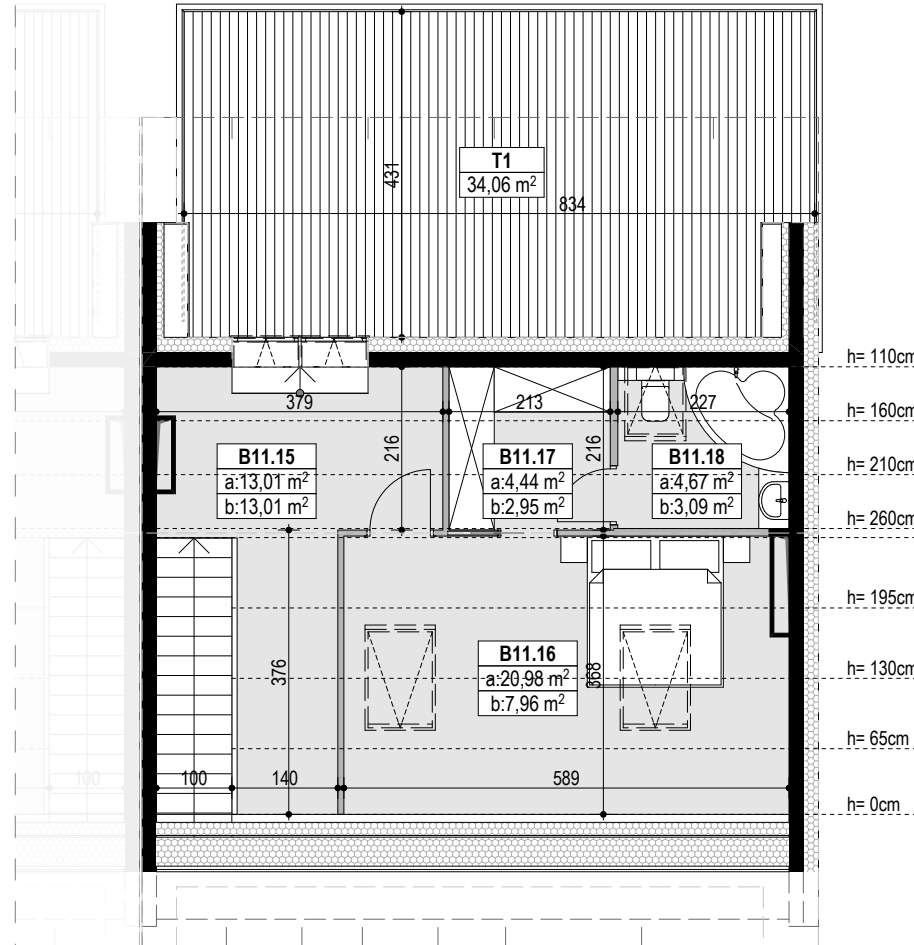 T1
34,06 m²
431
834
h= 110cm
379
213
227
h= 160cm
216
216
B11.15
a:13,01 m²
b:13,01 m²
B11.17
a:4,44 m²
b:2,95 m²
B11.18
a:4,67 m²
b:3,09 m²
h= 210cm
h= 260cm
h= 195cm
B11.16
a:20,98 m²
b:7,96 m²
376
368
h= 130cm
h= 65cm
100
100
140
589
h= 0cm